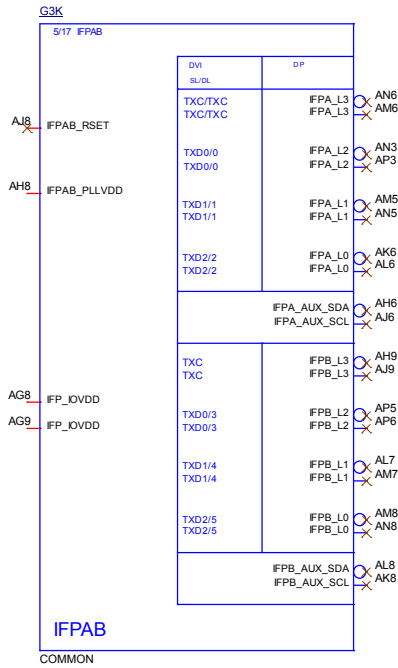 G3K
5/17 IFPAB
DVI DP
SL/DL
TXC/TXC IFPA_L3 AN6
TXC/TXC IFPA_L3 AM6
AJ8 IFPAB_RSET
TXD0/0 IFPA_L2 AN3
TXD0/0 IFPA_L2 AP3
AH8 IFPAB_PLLVDD
TXD1/1 IFPA_L1 AM5
TXD1/1 IFPA_L1 AN5
TXD2/2 IFPA_L0 AK6
TXD2/2 IFPA_L0 AL6
IFPA_AUX_SDA AH6
IFPA_AUX_SCL AJ6
TXC IFPB_L3 AH9
TXC IFPB_L3 AJ9
AG8 IFP_IOVDD
TXD0/3 IFPB_L2 AP5
TXD0/3 IFPB_L2 AP6
AG9 IFP_IOVDD
TXD1/4 IFPB_L1 AL7
TXD1/4 IFPB_L1 AM7
TXD2/5 IFPB_L0 AM8
TXD2/5 IFPB_L0 AN8
IFPB_AUX_SDA AL8
IFPB_AUX_SCL AK8
IFPAB
COMMON